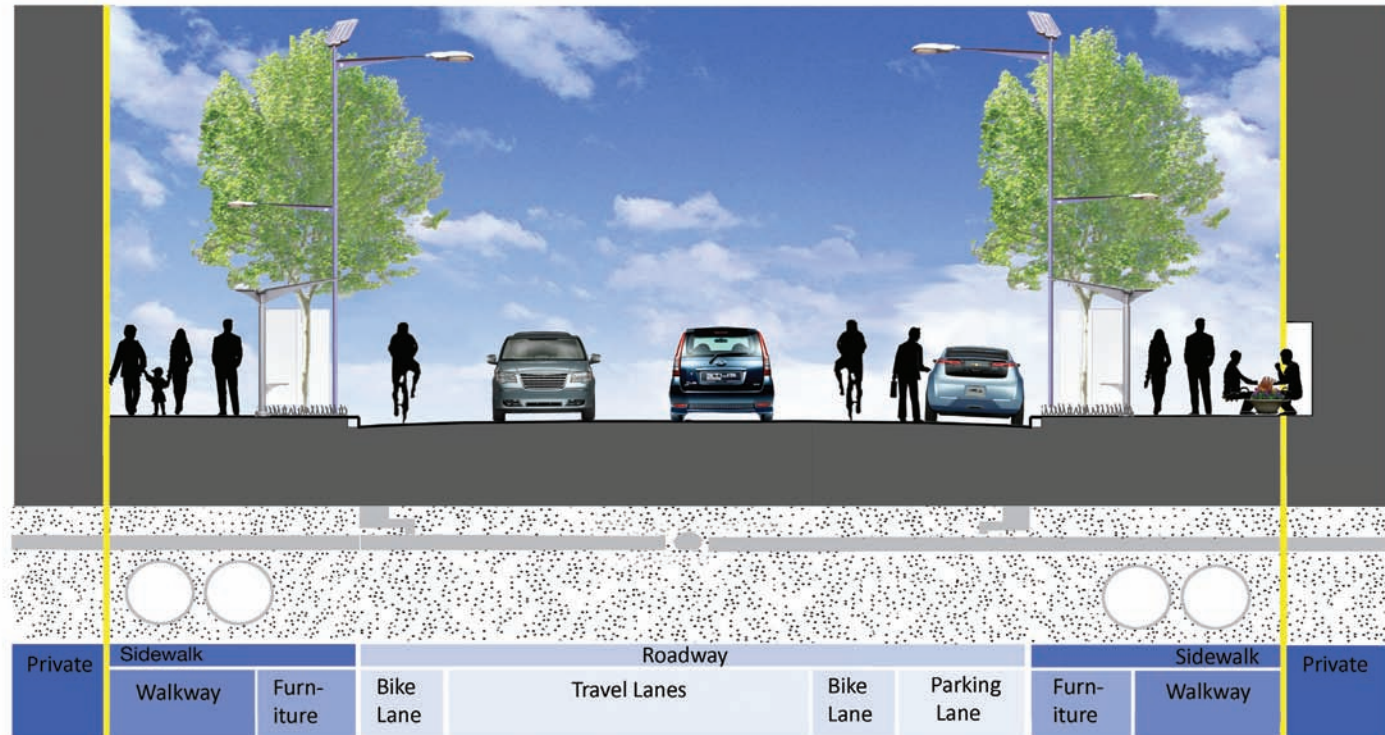 Private
Sidewalk
Roadway
Sidewalk
Private
Walkway
Furn-
iture
Bike
Lane
Travel Lanes
Bike
Lane
Parking
Lane
Furn-
iture
Walkway